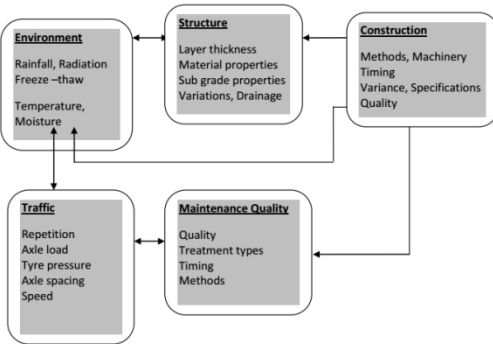 Environment
Rainfall, Radiation
Freeze –thaw
Temperature,
Moisture
Structure
Layer thickness
Material properties
Sub grade properties
Variations, Drainage
Construction
Methods, Machinery
Timing
Variance, Specifications
Quality
Traffic
Repetition
Axle load
Tyre pressure
Axle spacing
Speed
Maintenance Quality
Quality
Treatment types
Timing
Methods